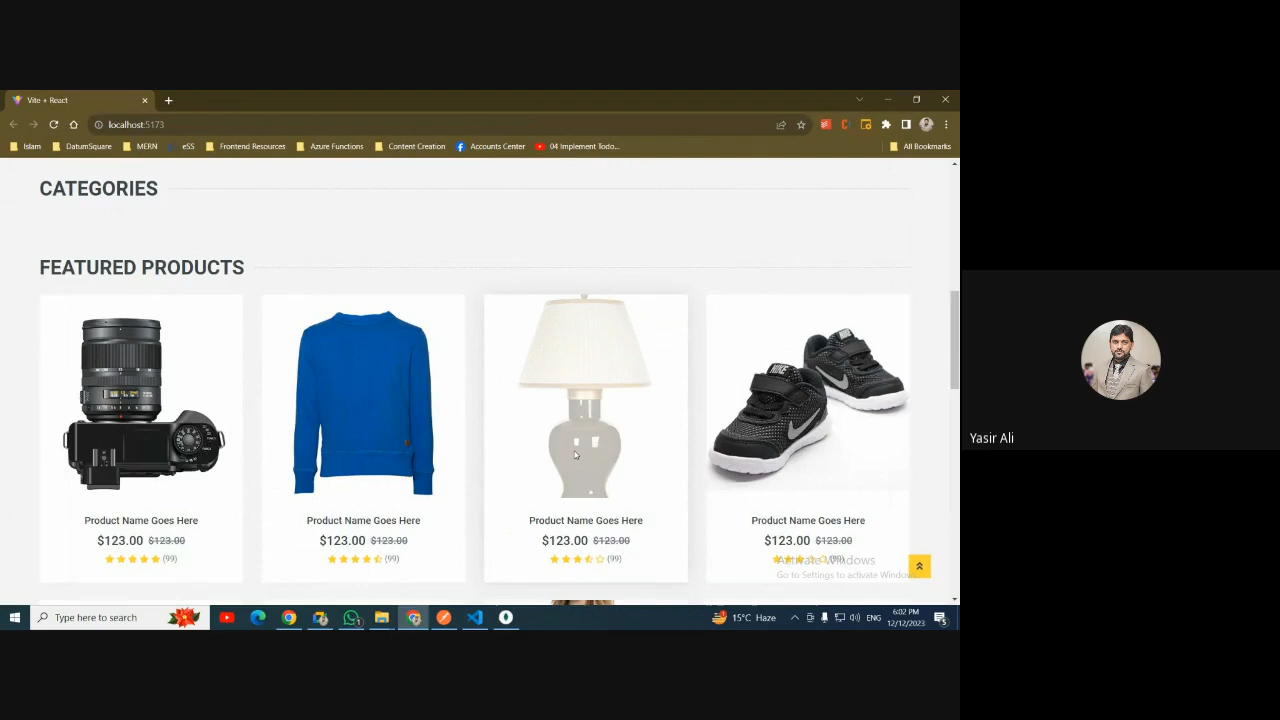 Vite + React
localhost:5173
Islam
DatumSquare
MERN
eSS
Frontend Resources
Azure Functions
Content Creation
Accounts Center
04 Implement Todo...
All Bookmarks
CATEGORIES
FEATURED PRODUCTS
NIKE
NIKE
Product Name Goes Here
Product Name Goes Here
Product Name Goes Here
Product Name Goes Here
$123.00 $123.00
$123.00 $123.00
$123.00 $123.00
$123.00 $123.00
(99)
(99)
(99)
(99)
Activate Windows
Go to Settings to activate Windows.
Yasir Ali
Type here to search
15°C Haze
ENG
6:02 PM
12/12/2023
5